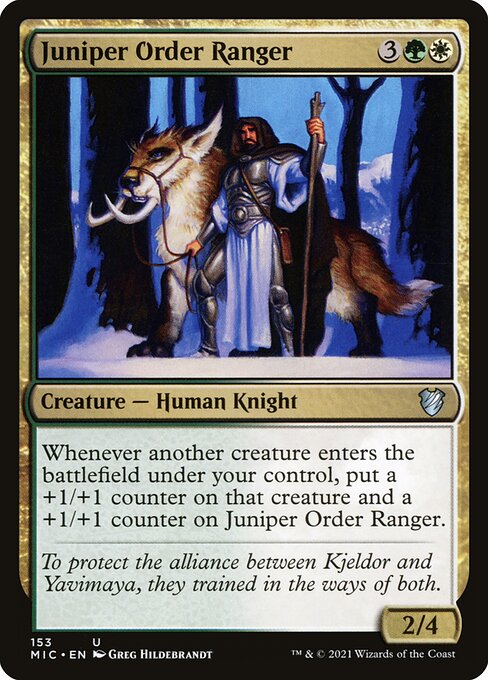 Juniper Order Ranger 3
Creature — Human Knight
Whenever another creature enters the
battlefield under your control, put a
+1/+1 counter on that creature and a
+1/+1 counter on Juniper Order Ranger.
To protect the alliance between Kjeldor and
Yavimaya, they trained in the ways of both.
2/4
153 U
MIC • EN Greg Hildebrandt ™ & © 2021 Wizards of the Coast